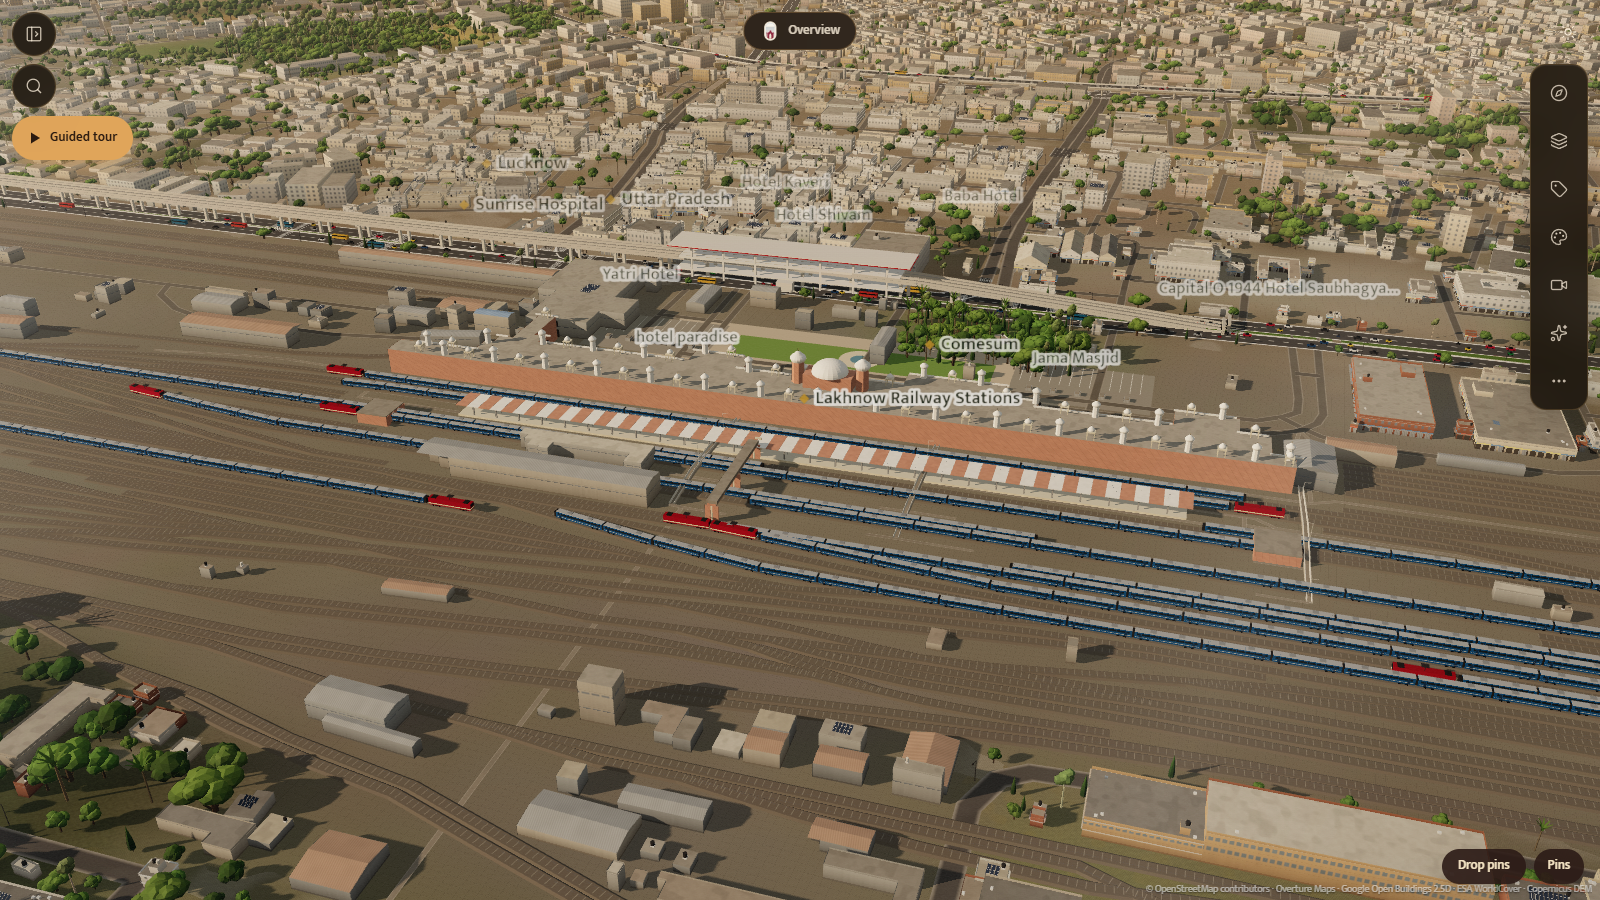 Overview
Guided tour
Lucknow
Hotel Kaveri
Sunrise Hospital
Uttar Pradesh
Baba Hotel
Hotel Shivam
Yatri Hotel
Capital O 1944 Hotel Saubhagya...
hotel paradise
Comesum
Jama Masjid
Lakhnow Railway Stations
Drop pins
Pins
© OpenStreetMap contributors · Overture Maps · Google Open Buildings 2.5D · ESA WorldCover · Copernicus DEM